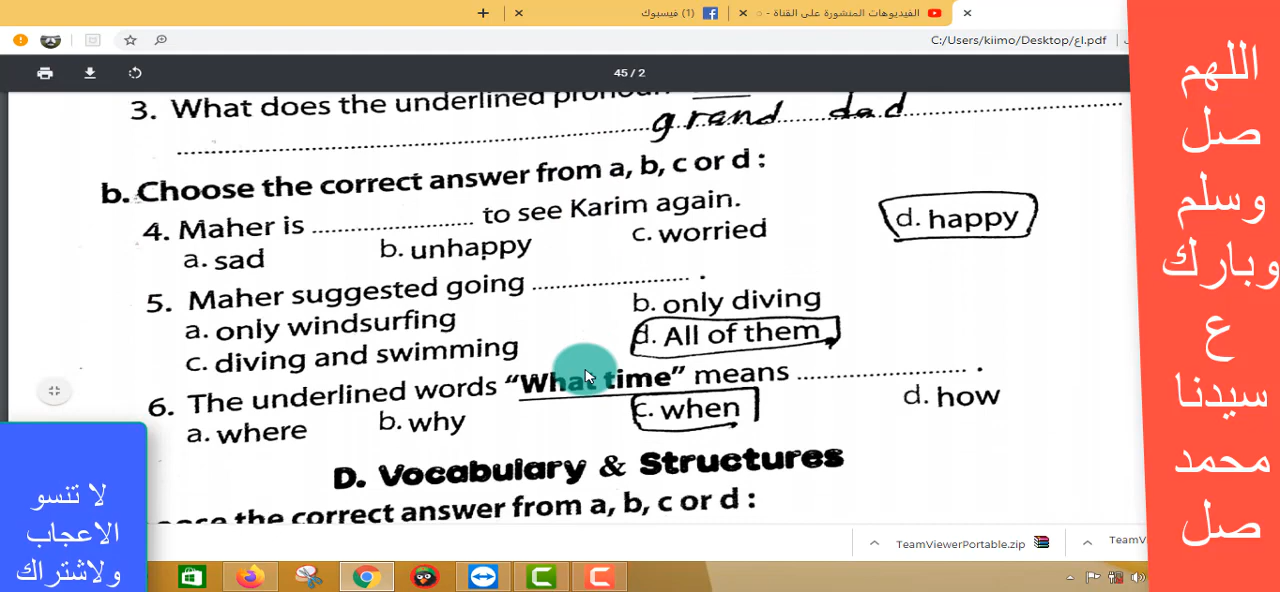 الفيديوهات المنشورة على القناة - 
(1) فيسبوك
C:/Users/kiimo/Desktop/اع.pdf
45 / 2
3. What does the underlined pronoun
grand dad
b. Choose the correct answer from a, b, c or d :
4. Maher is ........................ to see Karim again.
a. sad b. unhappy c. worried d. happy
5. Maher suggested going ........................ .
a. only windsurfing b. only diving
c. diving and swimming d. All of them
6. The underlined words “What time” means ........................ .
a. where b. why c. when d. how
D. Vocabulary & Structures
the correct answer from a, b, c or d :
TeamViewerPortable.zip
TeamV
اللهم
صل
وسلم
وبارك
ع
سيدنا
محمد
صل
لا تنسو
الاعجاب
ولاشتراك